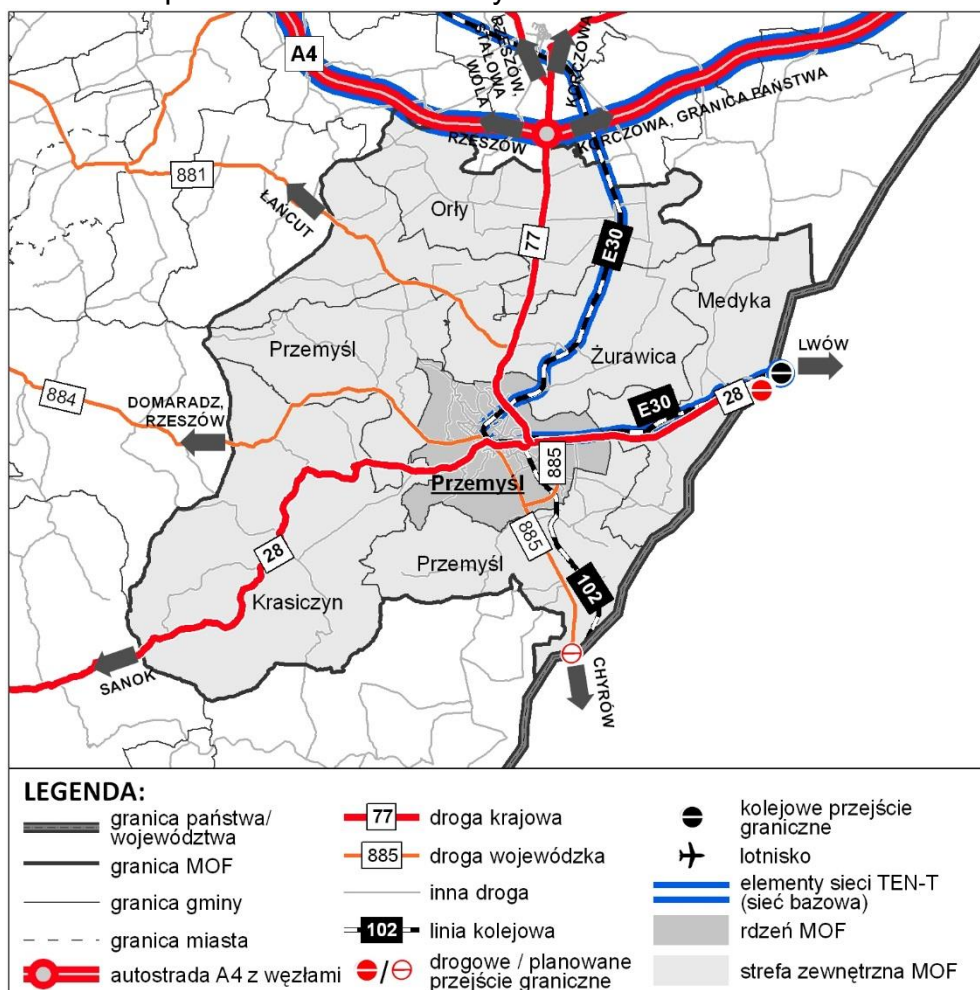 A4
RZESZÓW,
STALOWA
WOLA
KORCZOWA
RZESZÓW
KORCZOWA, GRANICA PAŃSTWA
881
ŁAŃCUT
Orły
77
E30
Medyka
Przemyśl
Żurawica
LWÓW
884
DOMARADZ,
RZESZÓW
E30
28
885
Przemyśl
885
28
Przemyśl
102
Krasiczyn
SANOK
CHYRÓW
LEGENDA:
granica państwa/
województwa
granica MOF
granica gminy
granica miasta
autostrada A4 z węzłami
77 droga krajowa
885 droga wojewódzka
inna droga
102 linia kolejowa
/ drogowe / planowane
przejście graniczne
kolejowe przejście
graniczne
lotnisko
elementy sieci TEN-T
(sieć bazowa)
rdzeń MOF
strefa zewnętrzna MOF